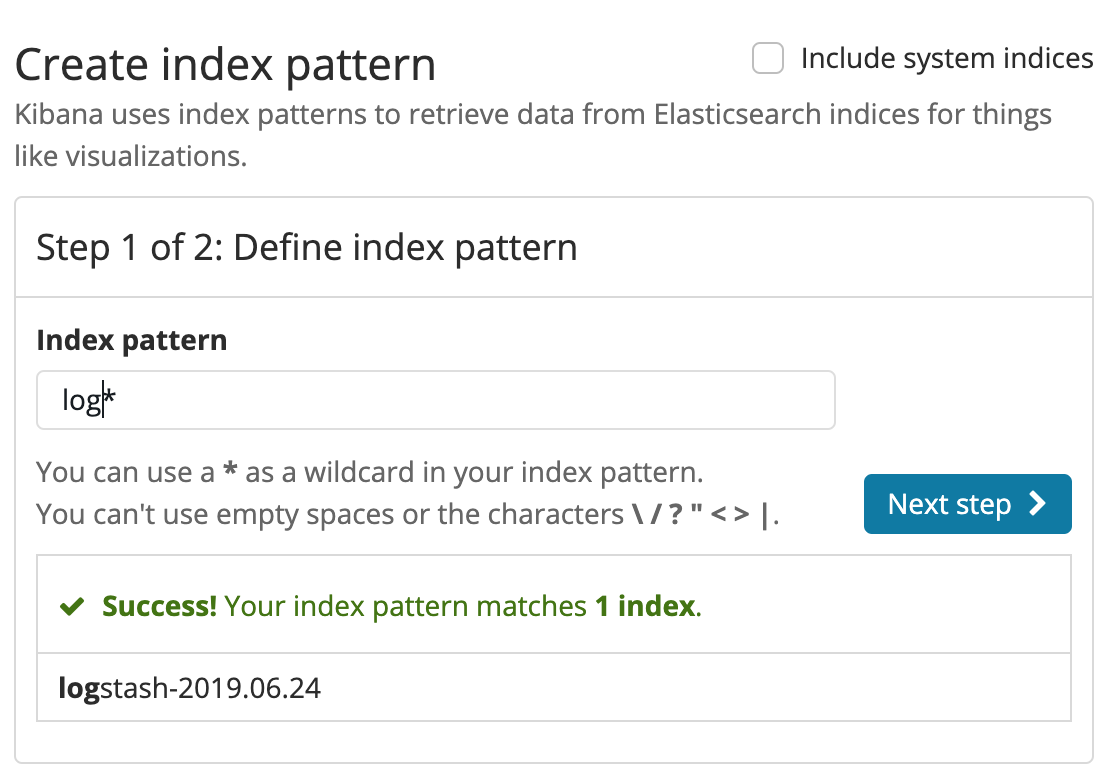 Create index pattern
Include system indices
Kibana uses index patterns to retrieve data from Elasticsearch indices for things
like visualizations.
Step 1 of 2: Define index pattern
Index pattern
log*
You can use a * as a wildcard in your index pattern.
You can't use empty spaces or the characters \ / ? " < > |.
Next step
Success! Your index pattern matches 1 index.
logstash-2019.06.24